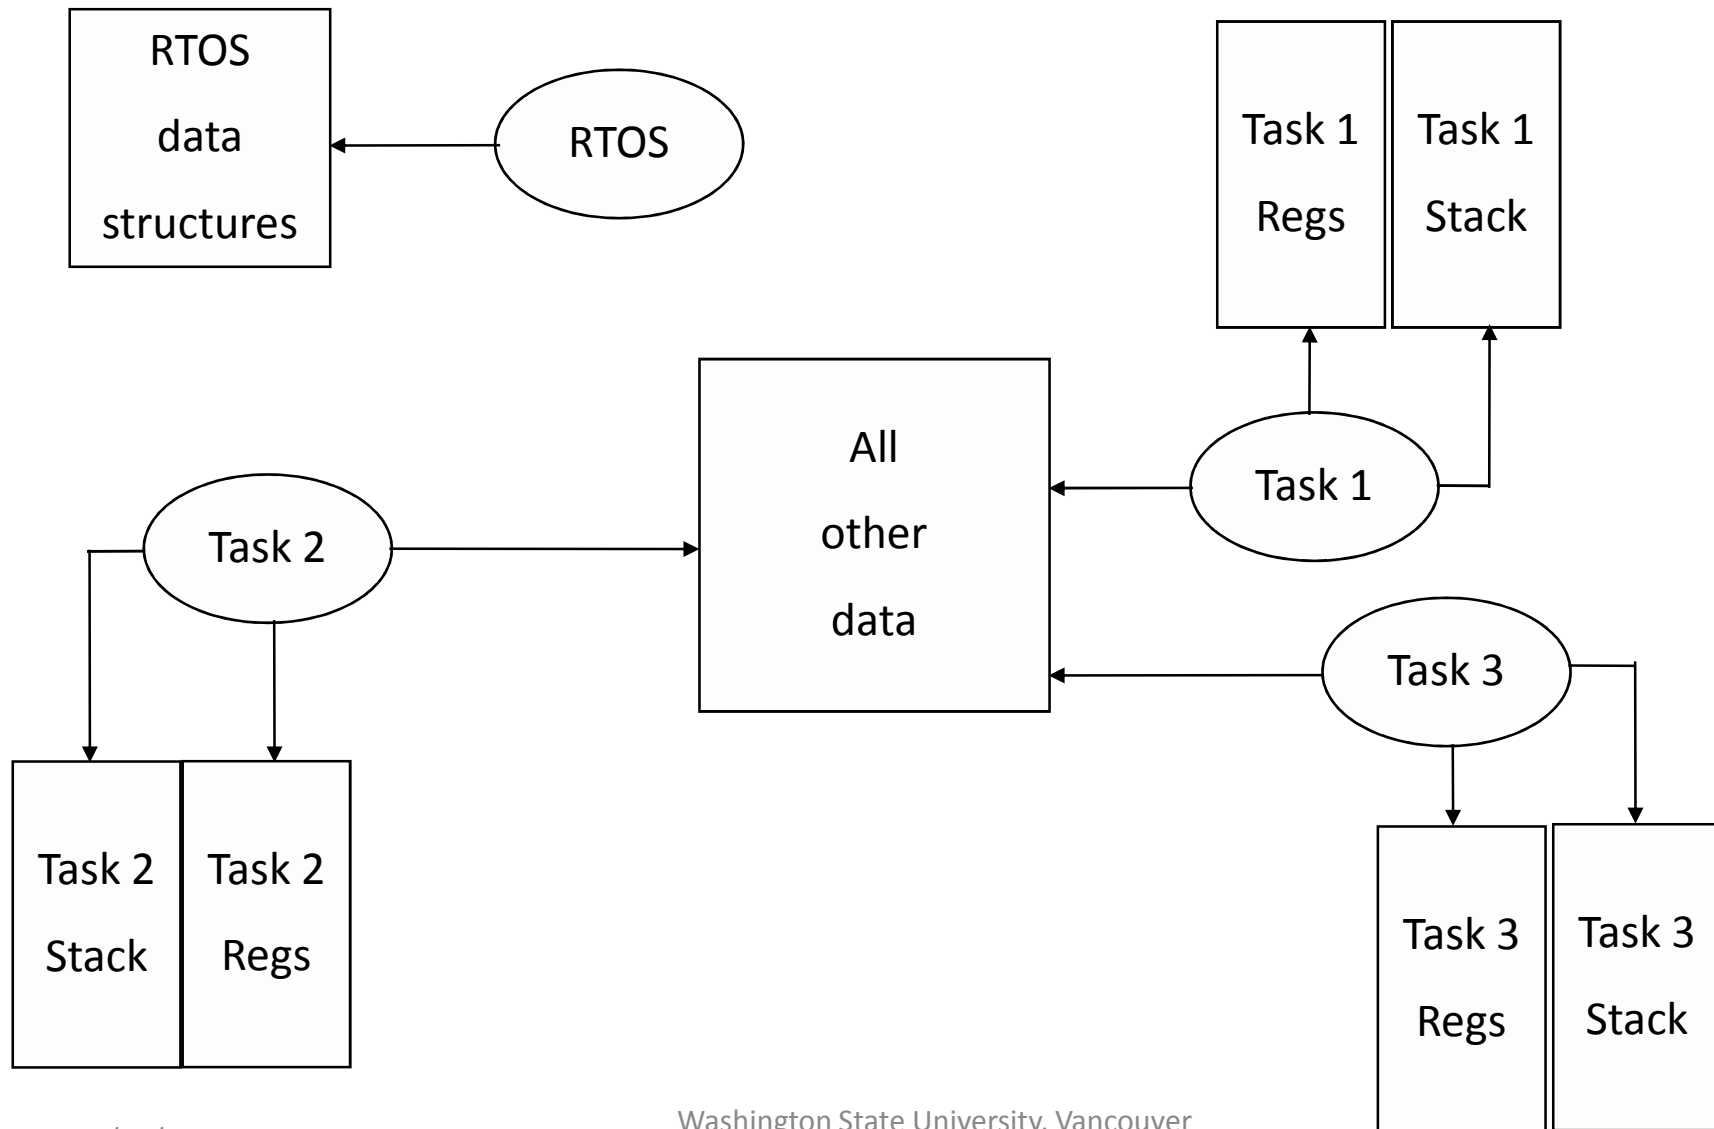 RTOS
data
structures
RTOS
Task 1
Regs
Task 1
Stack
All
other
data
Task 1
Task 2
Task 3
Task 2
Stack
Task 2
Regs
Task 3
Regs
Task 3
Stack
Washington State University, Vancouver